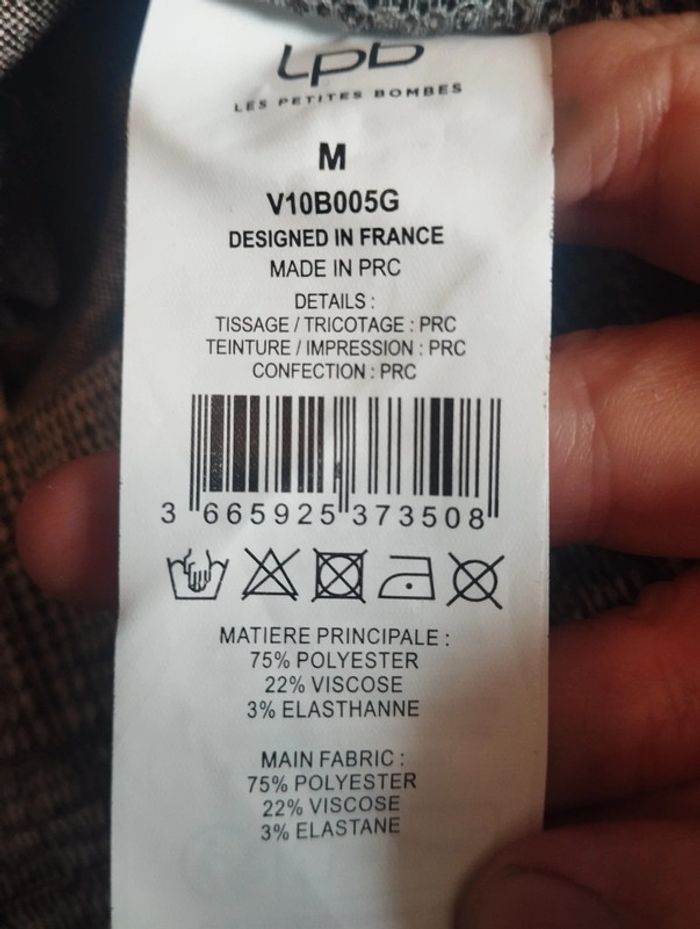 lpb
LES PETITES BOMBES
M
V10B005G
DESIGNED IN FRANCE
MADE IN PRC
DETAILS :
TISSAGE / TRICOTAGE : PRC
TEINTURE / IMPRESSION : PRC
CONFECTION : PRC
3 665925 373508
MATIERE PRINCIPALE :
75% POLYESTER
22% VISCOSE
3% ELASTHANNE
MAIN FABRIC :
75% POLYESTER
22% VISCOSE
3% ELASTANE